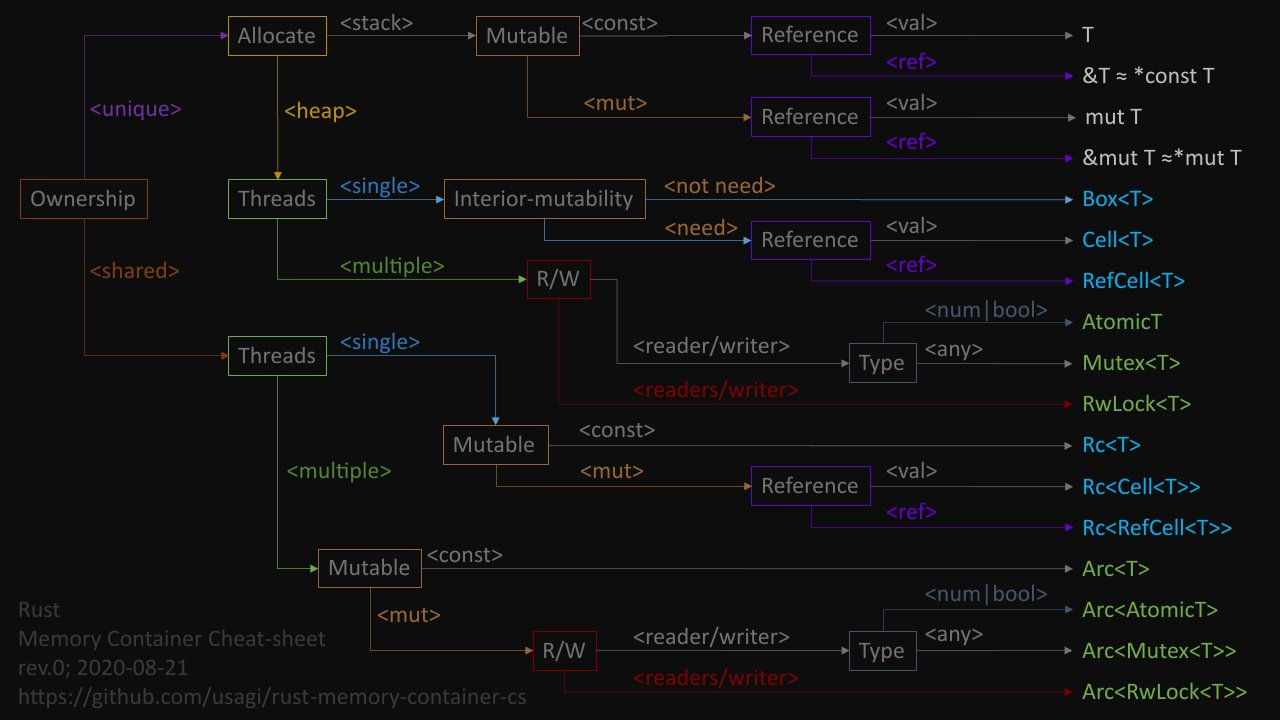 Allocate <stack> Mutable <const> Reference <val> T
<ref> &T ≈ *const T
<unique> <heap> <mut> Reference <val> mut T
<ref> &mut T ≈*mut T
Ownership Threads <single> Interior-mutability <not need> Box<T>
<need> Reference <val> Cell<T>
<shared> <multiple> R/W <ref> RefCell<T>
<num|bool> AtomicT
Threads <single> <reader/writer> Type <any> Mutex<T>
<readers/writer> RwLock<T>
Mutable <const> Rc<T>
<multiple> <mut> Reference <val> Rc<Cell<T>>
<ref> Rc<RefCell<T>>
Mutable <const> Arc<T>
<num|bool> Arc<AtomicT>
<mut> R/W <reader/writer> Type <any> Arc<Mutex<T>>
<readers/writer> Arc<RwLock<T>>
Rust
Memory Container Cheat-sheet
rev.0; 2020-08-21
https://github.com/usagi/rust-memory-container-cs